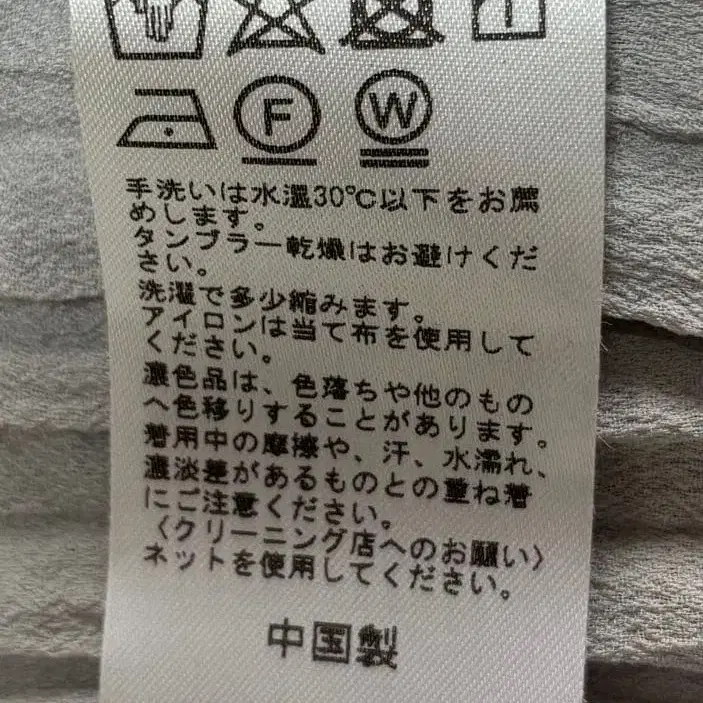 F W
手洗いは水温30℃以下をお薦
めします。
タンブラー乾燥はお避けくだ
さい。
洗濯で多少縮みます。
アイロンは当て布を使用して
ください。
濃色品は、色落ちや他のもの
へ色移りすることがあります。
着用中の摩擦や、汗、水濡れ、
濃淡差があるものとの重ね着
にご注意ください。
〈クリーニング店へのお願い〉
ネットを使用してください。
中国製